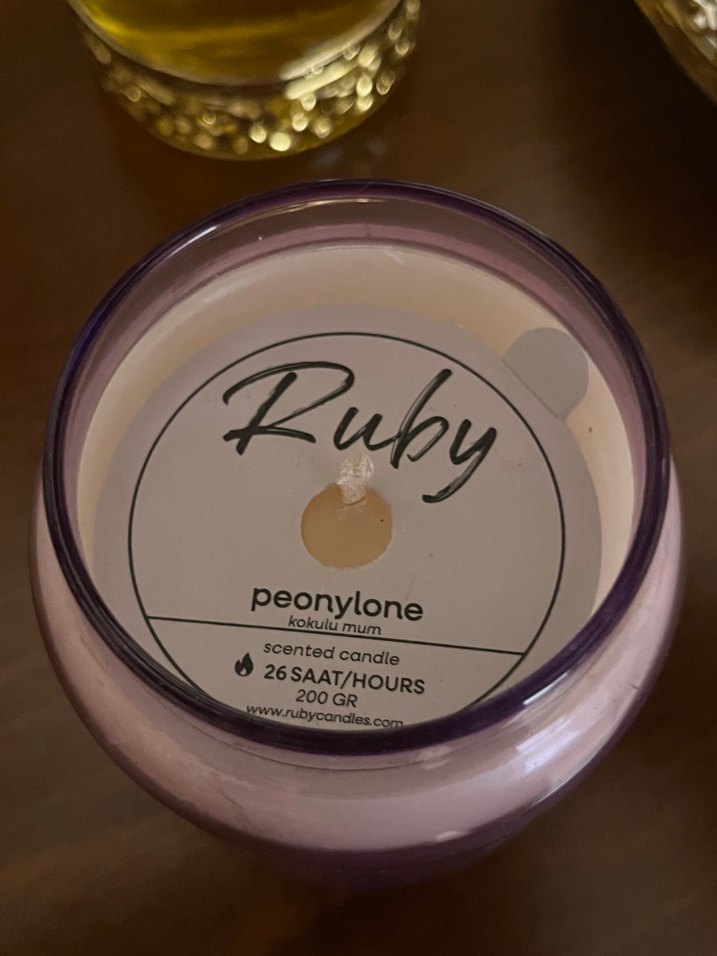 Ruby
peonylone
kokulu mum
scented candle
26 SAAT/HOURS
200 GR
www.rubycandles.com